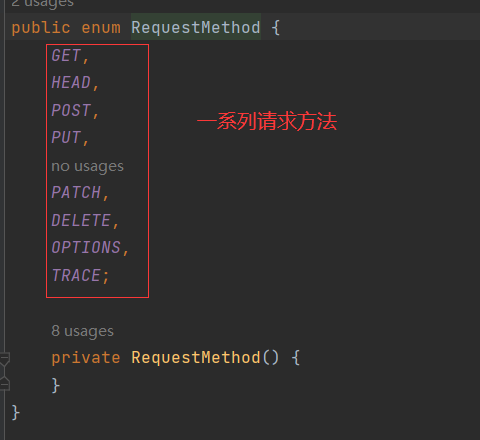 2 usages
public enum RequestMethod {
GET,
HEAD,
POST,
PUT,
一系列请求方法
no usages
PATCH,
DELETE,
OPTIONS,
TRACE;
8 usages
private RequestMethod() {
}
}